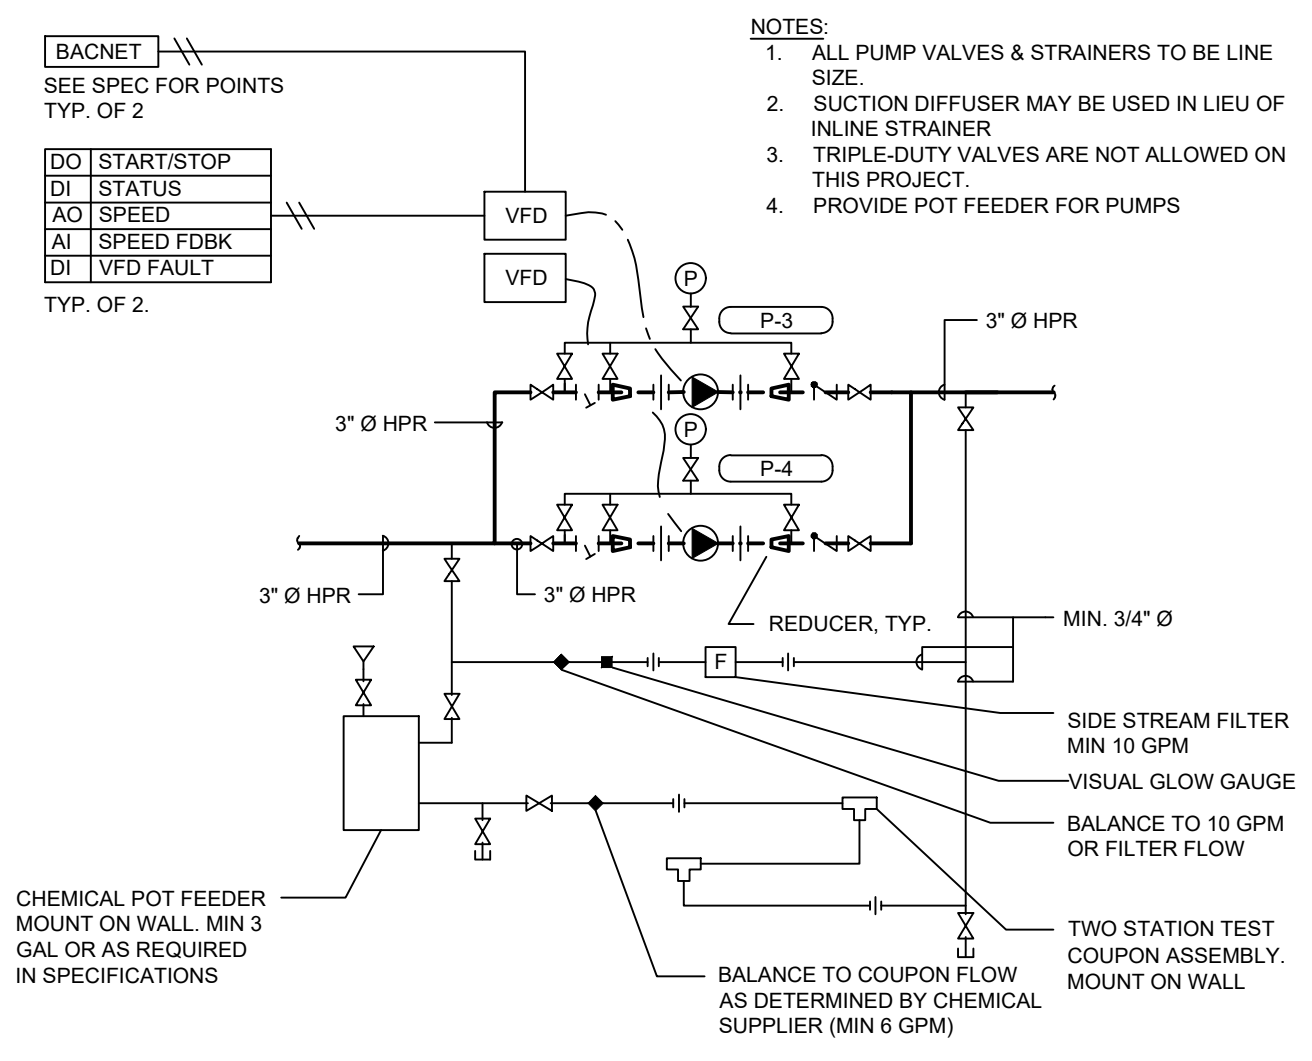 NOTES:
1. ALL PUMP VALVES & STRAINERS TO BE LINE
SIZE.
2. SUCTION DIFFUSER MAY BE USED IN LIEU OF
INLINE STRAINER
3. TRIPLE-DUTY VALVES ARE NOT ALLOWED ON
THIS PROJECT.
4. PROVIDE POT FEEDER FOR PUMPS
BACNET
SEE SPEC FOR POINTS
TYP. OF 2
DO START/STOP
DI STATUS
AO SPEED
AI SPEED FDBK
DI VFD FAULT
TYP. OF 2.
VFD
VFD
P
P-3
3" Ø HPR
3" Ø HPR
P
P-4
3" Ø HPR
3" Ø HPR
REDUCER, TYP.
MIN. 3/4" Ø
F
SIDE STREAM FILTER
MIN 10 GPM
VISUAL GLOW GAUGE
BALANCE TO 10 GPM
OR FILTER FLOW
CHEMICAL POT FEEDER
MOUNT ON WALL. MIN 3
GAL OR AS REQUIRED
IN SPECIFICATIONS
TWO STATION TEST
COUPON ASSEMBLY.
MOUNT ON WALL
BALANCE TO COUPON FLOW
AS DETERMINED BY CHEMICAL
SUPPLIER (MIN 6 GPM)